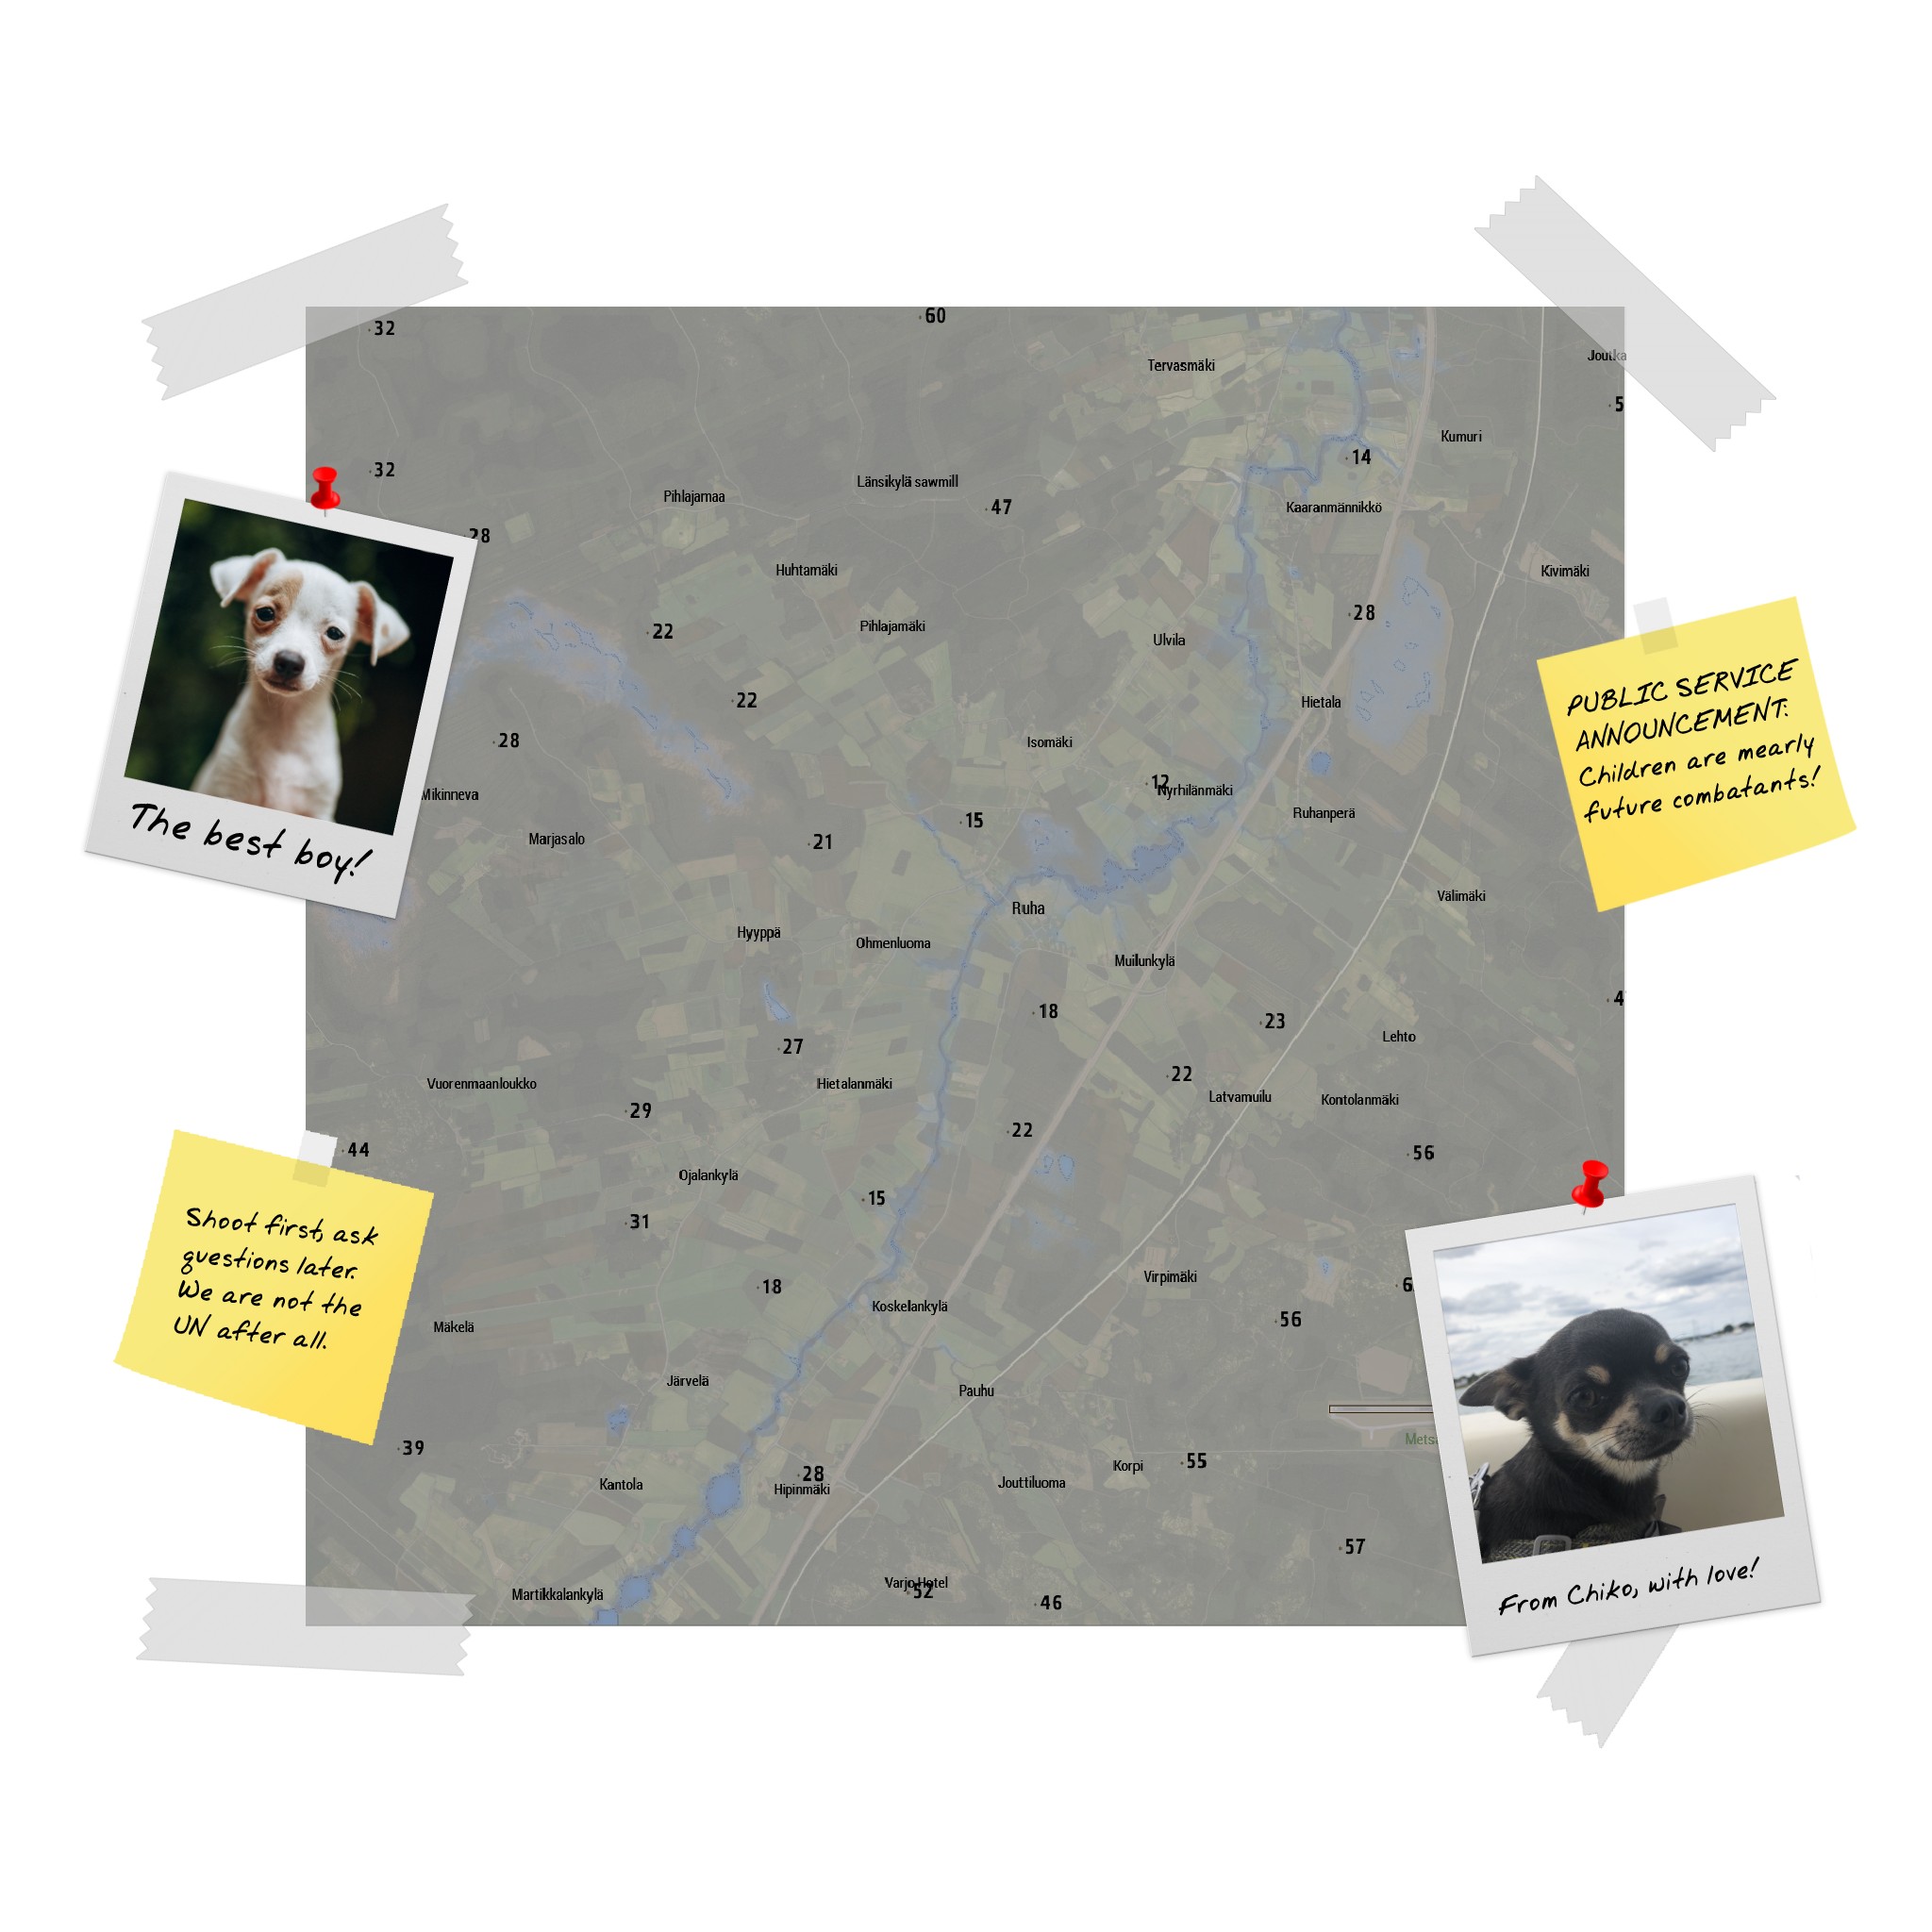 32
60
Tervasmäki
Joutka
5
Kumuri
14
32
Länsikylä sawmill
Pihlajamaa
47
Kaaranmännikkö
28
Huhtamäki
Kivimäki
28
Pihlajamäki
22
Ulvila
22
Hietala
28
Isomäki
12
Nyrhilänmäki
Mikinneva
Ruhanperä
15
Marjasalo
21
Välimäki
Ruha
Hyyppä
Ohmenluoma
Muilunkylä
4
18
23
Lehto
27
22
Vuorenmaanloukko
Hietalanmäki
Latvamuilu
Kontolanmäki
29
22
44
56
Ojalankylä
15
31
Virpimäki
18
6
Koskelankylä
56
Mäkelä
Järvelä
Pauhu
Mets
39
55
Korpi
28
Kantola
Hipinmäki
Jouttiluoma
57
Varjo Hotel
52
Martikkalankylä
46
The best boy!
PUBLIC SERVICE
ANNOUNCEMENT:
Children are mearly
future combatants!
Shoot first, ask
questions later.
We are not the
UN after all.
From Chiko, with love!